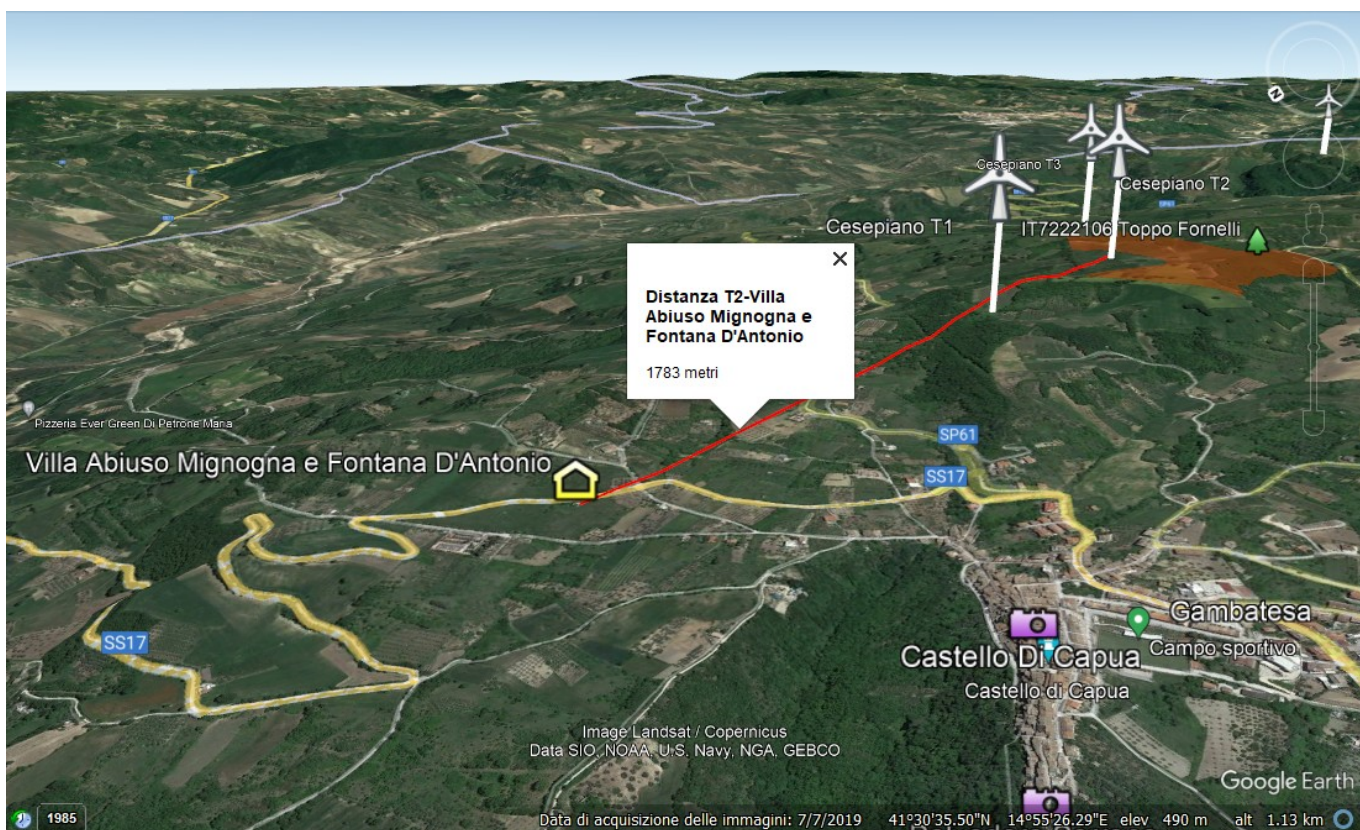 N
Cesepiano T3
Cesepiano T2
SP61
Cesepiano T1
IT7222106 Toppo Fornelli
Distanza T2-Villa
Abiuso Mignogna e
Fontana D'Antonio
1783 metri
Pizzeria Ever Green Di Petrone Maria
SP61
Villa Abiuso Mignogna e Fontana D'Antonio
SS17
SS17
Gambatesa
Campo sportivo
Castello Di Capua
Castello di Capua
Image Landsat / Copernicus
Data SIO, NOAA, U.S. Navy, NGA, GEBCO
Google Earth
1985
Data di acquisizione delle immagini: 7/7/2019 41°30'35.50"N 14°55'26.29"E elev 490 m alt 1.13 km